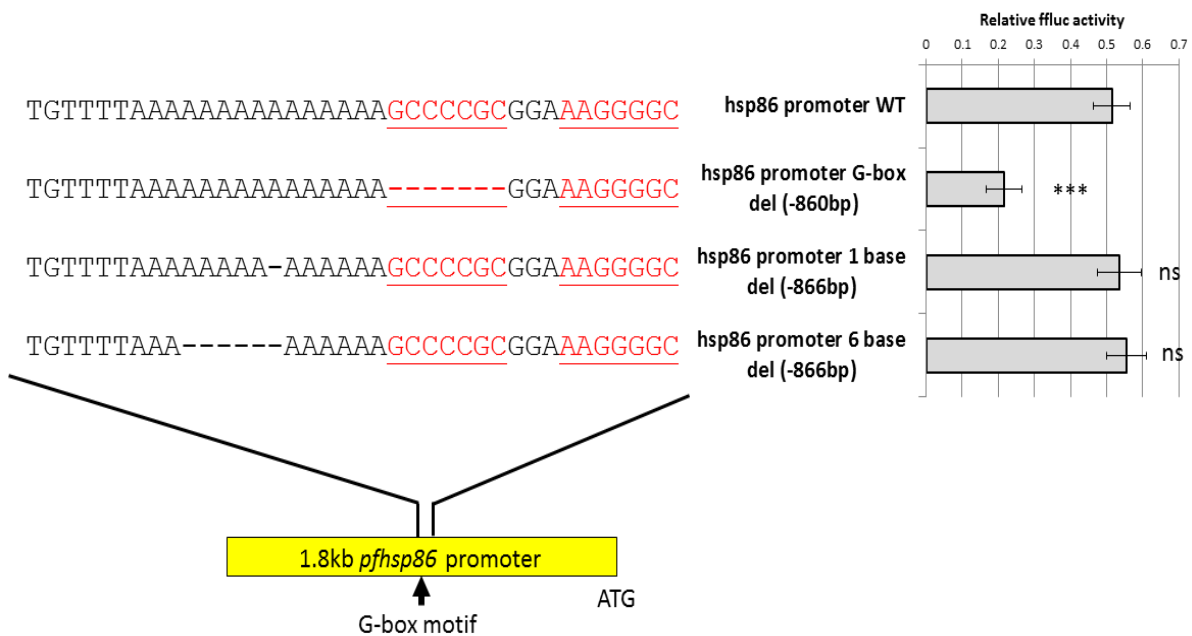 Relative ffluc activity
0 0.1 0.2 0.3 0.4 0.5 0.6 0.7
TGTTTTAAAAAAAAAAAAAAAGCCCCGCGGAAAGGGGC
hsp86 promoter WT
TGTTTTAAAAAAAAAAAAAAA-------GGAAAGGGGC
hsp86 promoter G-box
del (-860bp)
***
TGTTTTAAAAAAAA-AAAAAAGCCCCGCGGAAAGGGGC
hsp86 promoter 1 base
del (-866bp)
ns
TGTTTTAAA------AAAAAAGCCCCGCGGAAAGGGGC
hsp86 promoter 6 base
del (-866bp)
ns
1.8kb pfhsp86 promoter
ATG
G-box motif